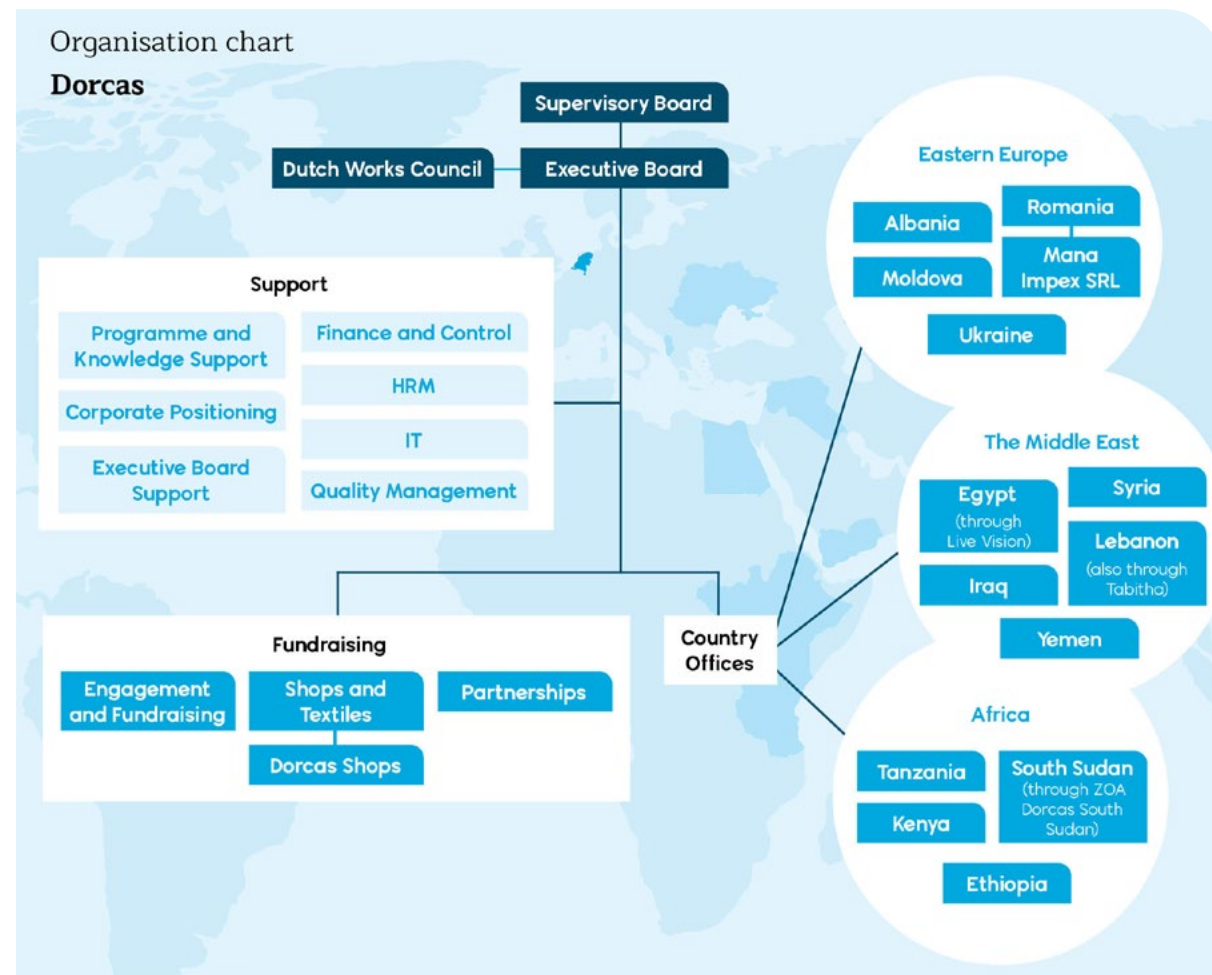 Organisation chart
Dorcas
Supervisory Board
Dutch Works Council
Executive Board
Support
Programme and
Knowledge Support
Corporate Positioning
Executive Board
Support
Finance and Control
HRM
IT
Quality Management
Fundraising
Engagement
and Fundraising
Shops and
Textiles
Dorcas Shops
Partnerships
Country
Offices
Eastern Europe
Albania
Romania
Moldova
Mana
Impex SRL
Ukraine
The Middle East
Egypt
(through
Live Vision)
Syria
Lebanon
(also through
Tabitha)
Iraq
Yemen
Africa
Tanzania
South Sudan
(through ZOA
Dorcas South
Sudan)
Kenya
Ethiopia